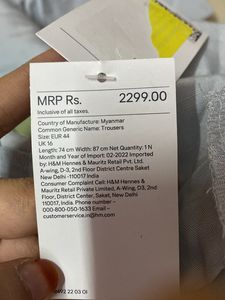 MRP Rs. 2299.00
Inclusive of all taxes.
Country of Manufacture: Myanmar
Common Generic Name: Trousers
Size: EUR 44
UK 16
Length: 74 cm Width: 87 cm Net Quantity: 1 N
Month and Year of Import: 02-2022 Imported
by: H&M Hennes & Mauritz Retail Pvt. Ltd.
A-wing, D-3, 2nd Floor District Centre Saket
New Delhi -110017 India
Consumer Complaint Call: H&M Hennes &
Mauritz Retail Private Limited, A-Wing, D3, 2nd
Floor, District Center, Saket, New Delhi
-110017, India. Phone number -
000-800-050-1633 Email -
customerservice.in@hm.com